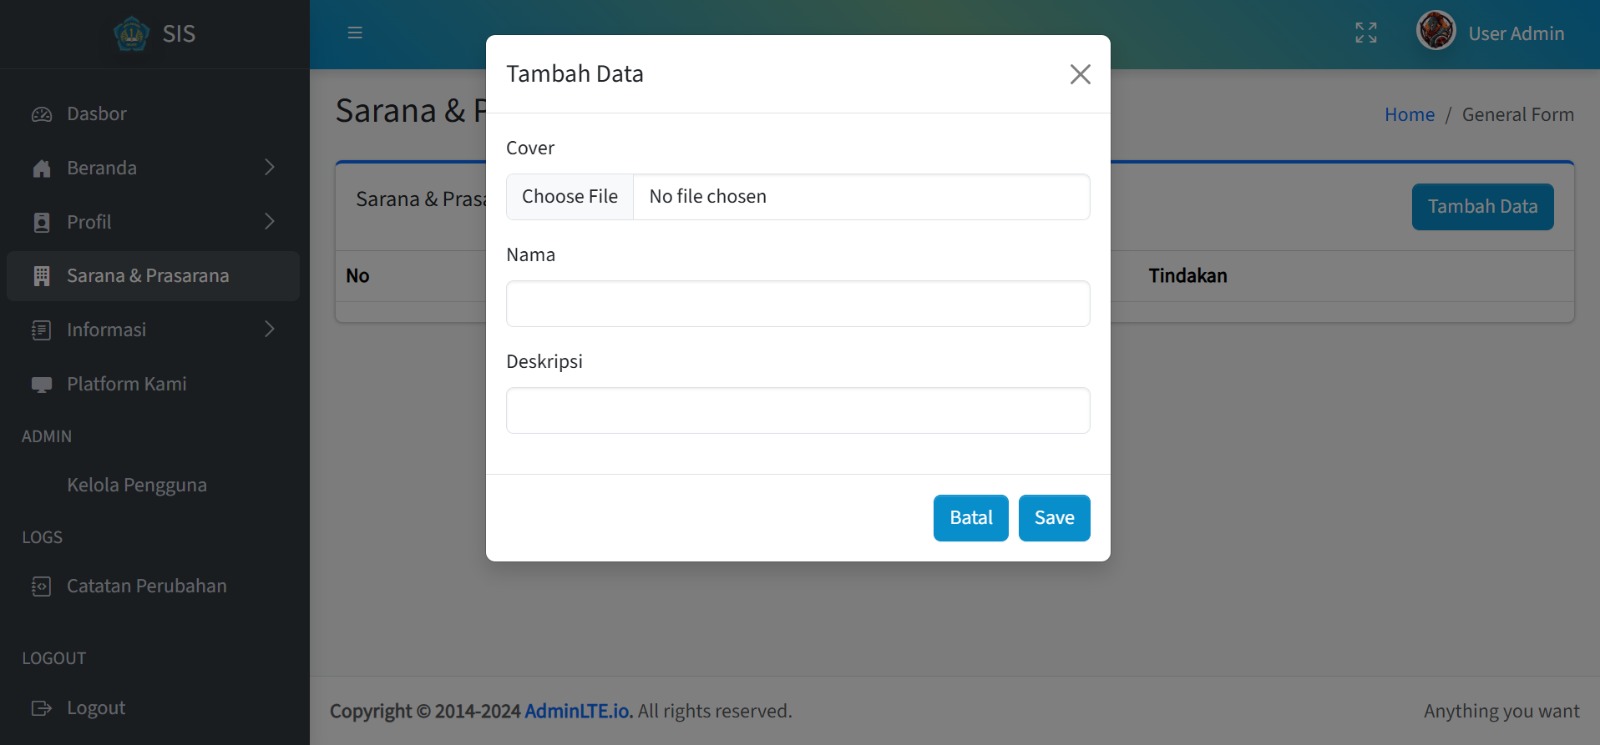 SIS
User Admin
Dasbor
Beranda
Profil
Sarana & Prasarana
Informasi
Platform Kami
ADMIN
Kelola Pengguna
LOGS
Catatan Perubahan
LOGOUT
Logout
Sarana & P
Home / General Form
Sarana & Pras
Tambah Data
No
Tindakan
Tambah Data
Cover
Choose File No file chosen
Nama
Deskripsi
Batal Save
Copyright © 2014-2024 AdminLTE.io. All rights reserved.
Anything you want